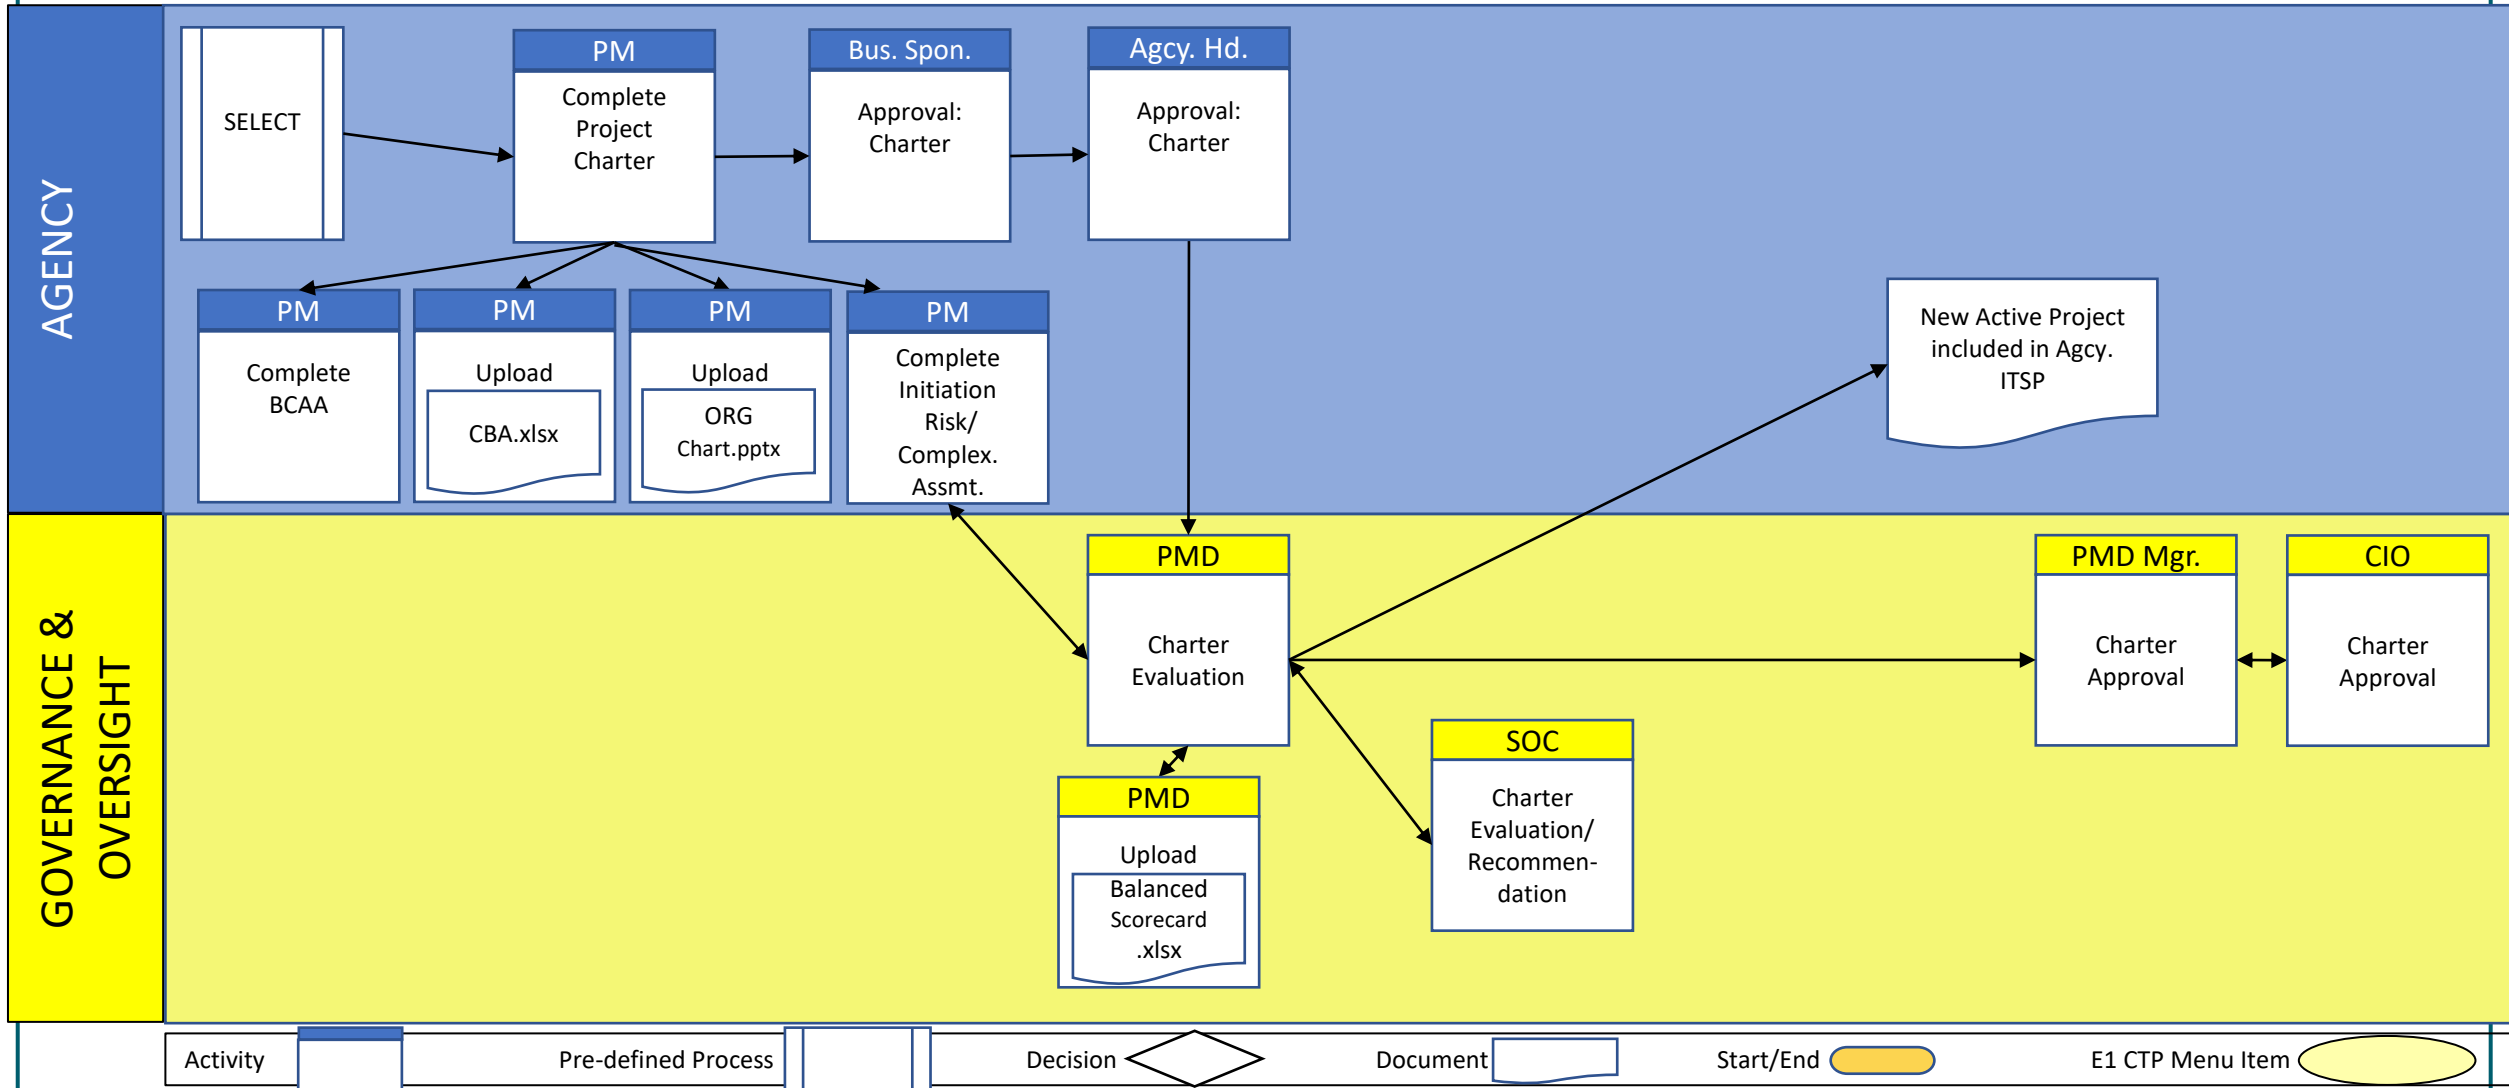 AGENCY
SELECT
PM
Complete
Project
Charter
Bus. Spon.
Approval:
Charter
Agcy. Hd.
Approval:
Charter
PM
Complete
BCAA
PM
Upload
CBA.xlsx
PM
Upload
ORG
Chart.pptx
PM
Complete
Initiation
Risk/
Complex.
Assmt.
New Active Project
included in Agcy.
ITSP
GOVERNANCE &
OVERSIGHT
PMD
Charter
Evaluation
PMD
Upload
Balanced
Scorecard
.xlsx
SOC
Charter
Evaluation/
Recommen-
dation
PMD Mgr.
Charter
Approval
CIO
Charter
Approval
Activity
Pre-defined Process
Decision
Document
Start/End
E1 CTP Menu Item